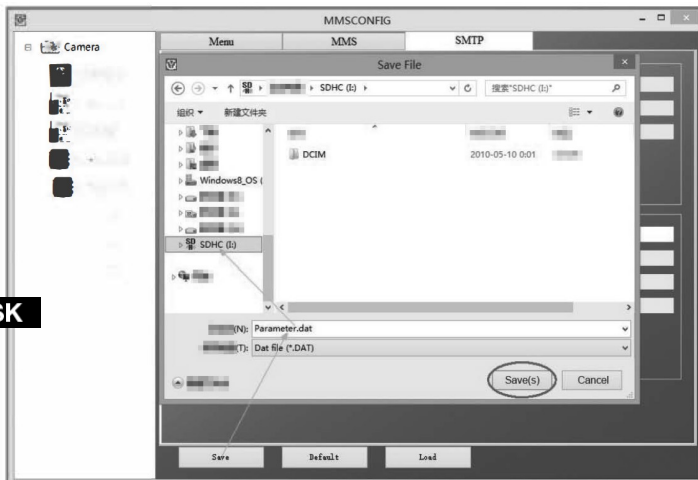 MMSCONFIG
Camera
Menu MMS SMTP
Save File
SDHC (I:)
搜索"SDHC (I:)"
组织 新建文件夹
DCIM 2010-05-10 0:01
Windows8_OS (
SDHC (I:)
SK
(N): Parameter.dat
(T): Dat file (*.DAT)
Save(s) Cancel
Save Default Load